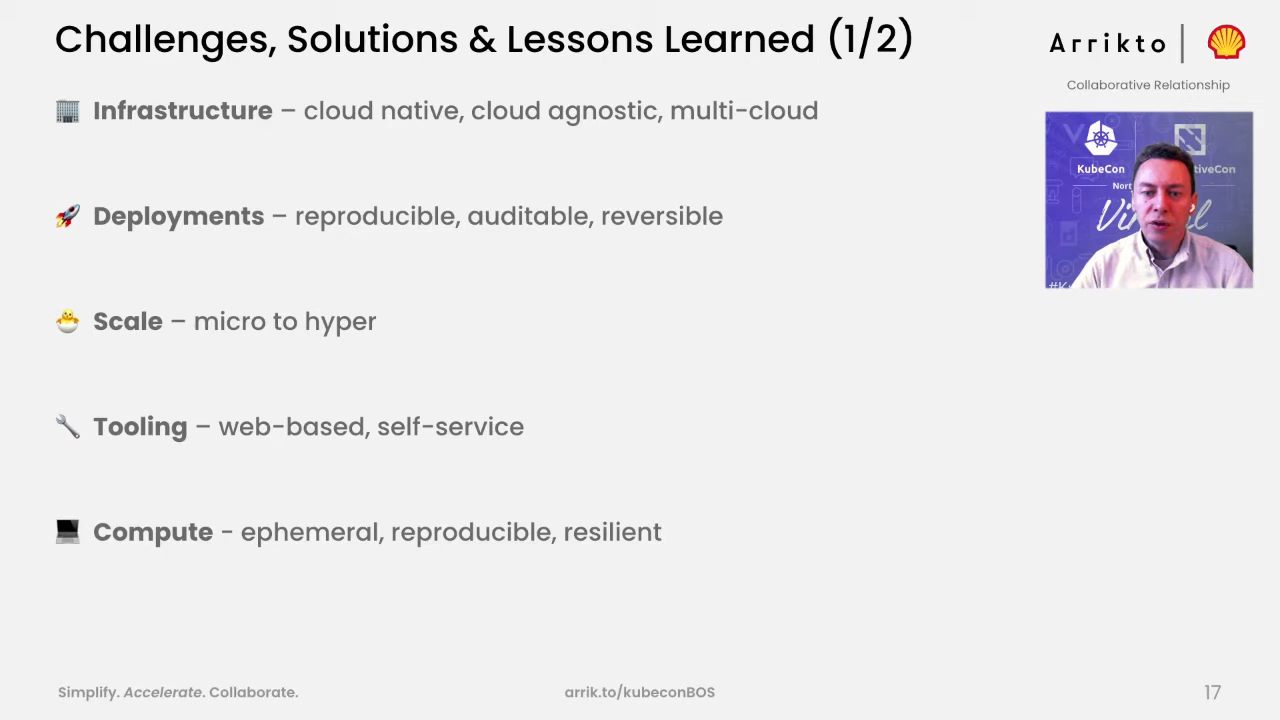 Challenges, Solutions & Lessons Learned (1/2)
Arrikto
Collaborative Relationship
Infrastructure – cloud native, cloud agnostic, multi-cloud
KubeCon
Deployments – reproducible, auditable, reversible
Scale – micro to hyper
Tooling – web-based, self-service
Compute - ephemeral, reproducible, resilient
Simplify. Accelerate. Collaborate.
arrik.to/kubeconBOS
17